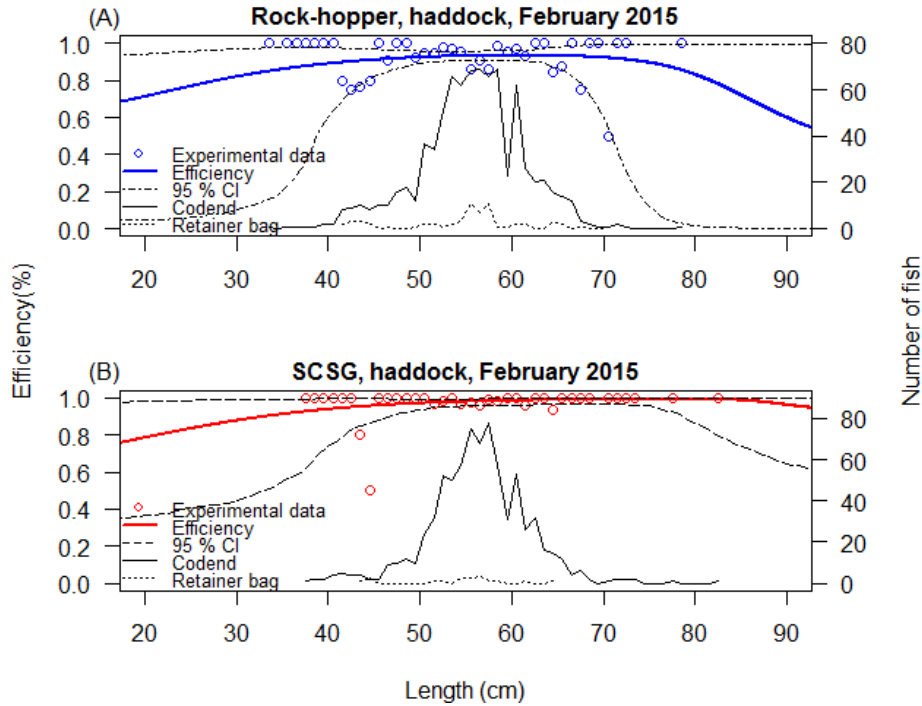 (A)
Rock-hopper, haddock, February 2015
1.0
0.8
0.6
0.4
0.2
0.0
80
60
40
20
0
Experimental data
Efficiency
95 % CI
Codend
Retainer bag
20 30 40 50 60 70 80 90
Efficiency(%)
Number of fish
(B)
SCSG, haddock, February 2015
1.0
0.8
0.6
0.4
0.2
0.0
80
60
40
20
0
Experimental data
Efficiency
95 % CI
Codend
Retainer bag
20 30 40 50 60 70 80 90
Length (cm)